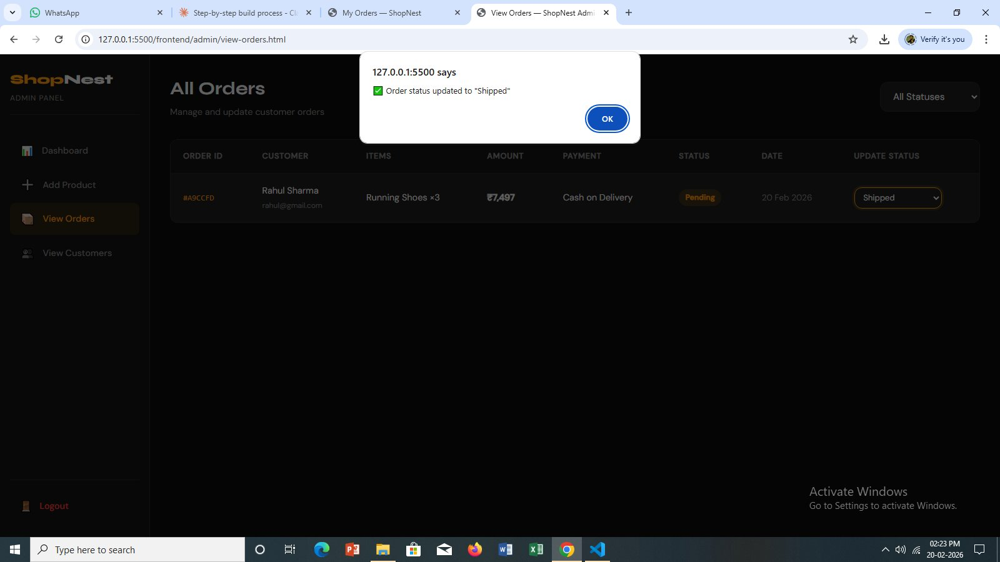 WhatsApp
Step-by-step build process - Cla
My Orders — ShopNest
View Orders — ShopNest Admi
127.0.0.1:5500/frontend/admin/view-orders.html
Verify it's you
ShopNest
ADMIN PANEL
Dashboard
Add Product
View Orders
View Customers
Logout
127.0.0.1:5500 says
Order status updated to "Shipped"
OK
All Orders
Manage and update customer orders
All Statuses
ORDER ID CUSTOMER ITEMS AMOUNT PAYMENT STATUS DATE UPDATE STATUS
#A9CCFD Rahul Sharma Running Shoes ×3 ₹7,497 Cash on Delivery Pending 20 Feb 2026 Shipped
rahul@gmail.com
Activate Windows
Go to Settings to activate Windows.
Type here to search
02:23 PM
20-02-2026